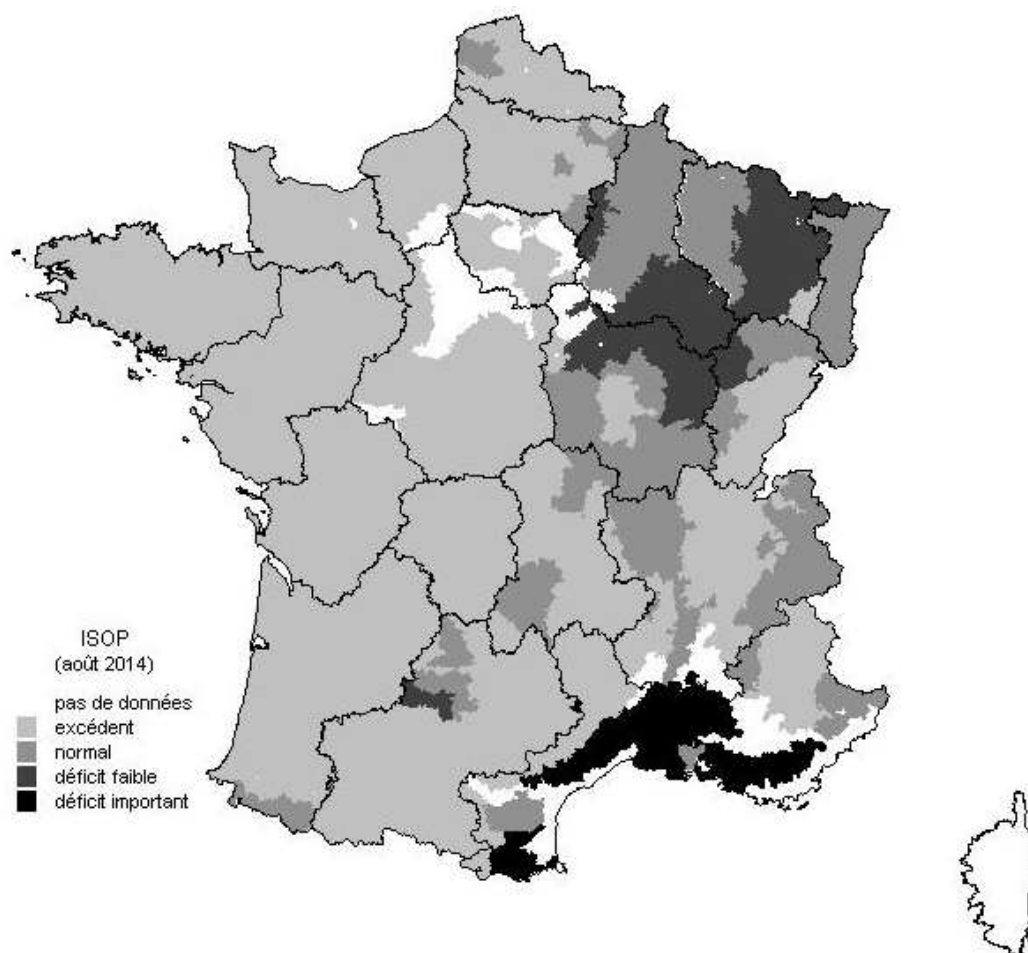 ISOP
(août 2014)
pas de données
excédent
normal
déficit faible
déficit important